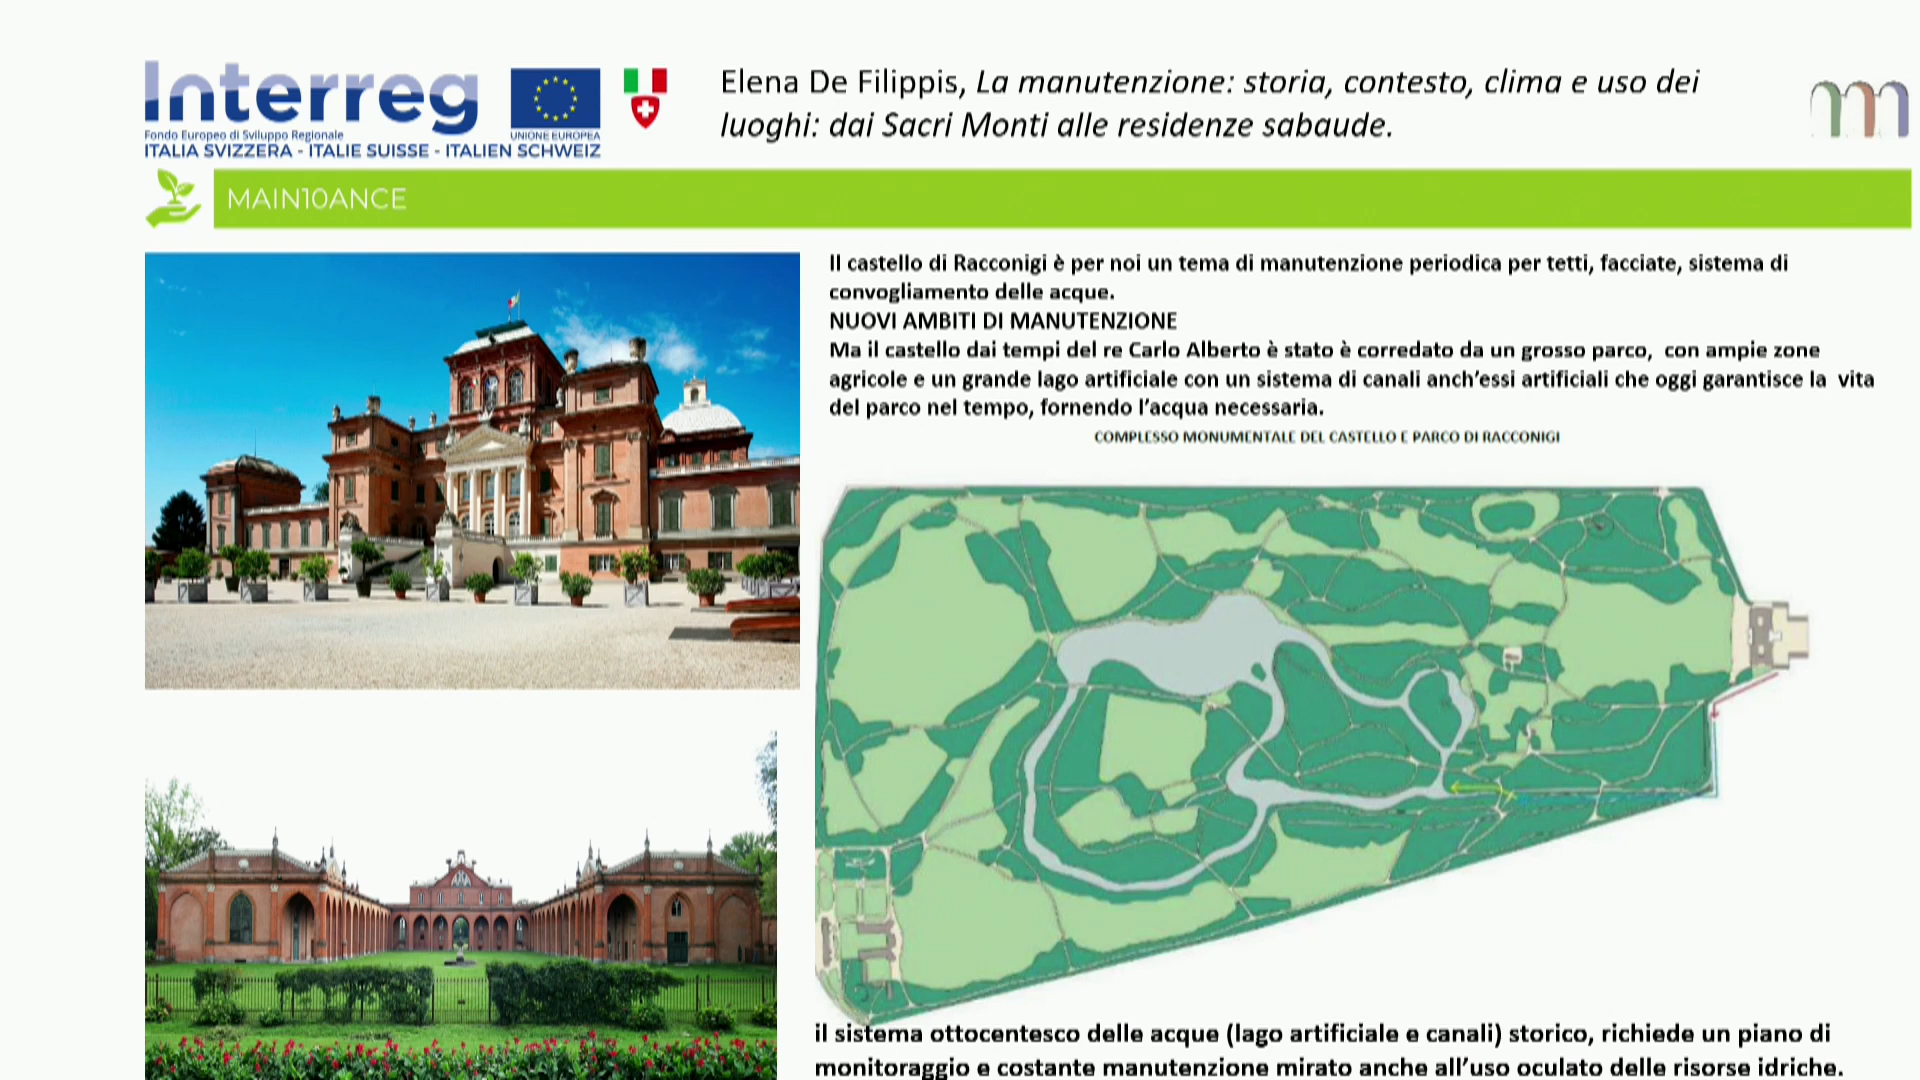 Interreg
Fondo Europeo di Sviluppo Regionale
UNIONE EUROPEA
ITALIA SVIZZERA - ITALIE SUISSE - ITALIEN SCHWEIZ
Elena De Filippis, La manutenzione: storia, contesto, clima e uso dei
luoghi: dai Sacri Monti alle residenze sabaude.
MAIN10ANCE
Il castello di Racconigi è per noi un tema di manutenzione periodica per tetti, facciate, sistema di
convogliamento delle acque.
NUOVI AMBITI DI MANUTENZIONE
Ma il castello dai tempi del re Carlo Alberto è stato è corredato da un grosso parco, con ampie zone
agricole e un grande lago artificiale con un sistema di canali anch'essi artificiali che oggi garantisce la vita
del parco nel tempo, fornendo l'acqua necessaria.
COMPLESSO MONUMENTALE DEL CASTELLO E PARCO DI RACCONIGI
il sistema ottocentesco delle acque (lago artificiale e canali) storico, richiede un piano di
monitoraggio e costante manutenzione mirato anche all'uso oculato delle risorse idriche.